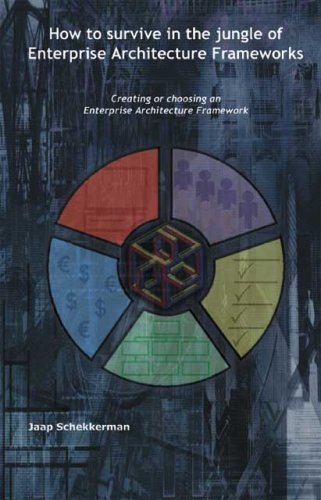 How to survive in the jungle of
Enterprise Architecture Frameworks
Creating or choosing an
Enterprise Architecture Framework
€ $
$ €
€ $
Jaap Schekkerman